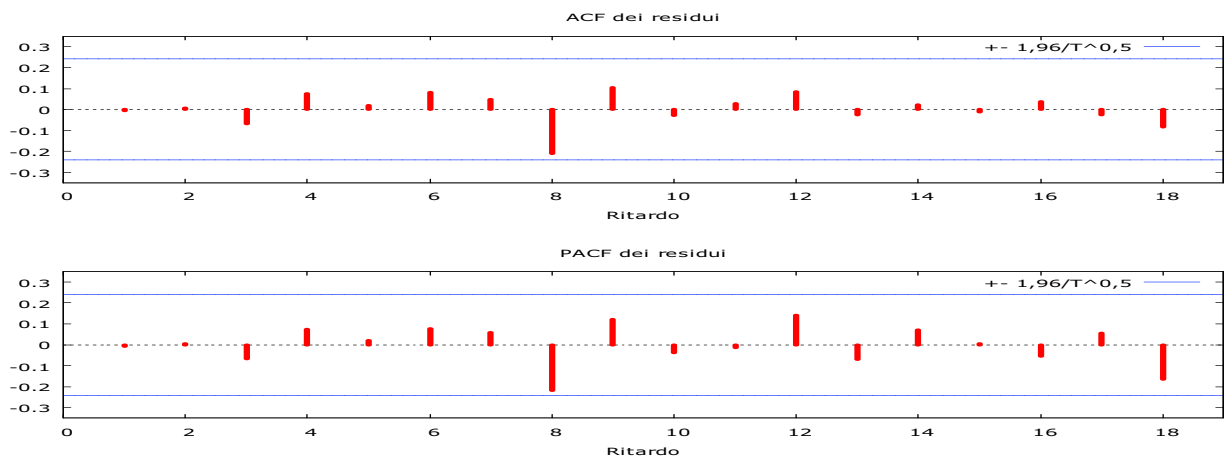 ACF dei residui
+- 1,96/T^0,5
0.3
0.2
0.1
0
-0.1
-0.2
-0.3
0 2 4 6 8 10 12 14 16 18
Ritardo
PACF dei residui
+- 1,96/T^0,5
0.3
0.2
0.1
0
-0.1
-0.2
-0.3
0 2 4 6 8 10 12 14 16 18
Ritardo